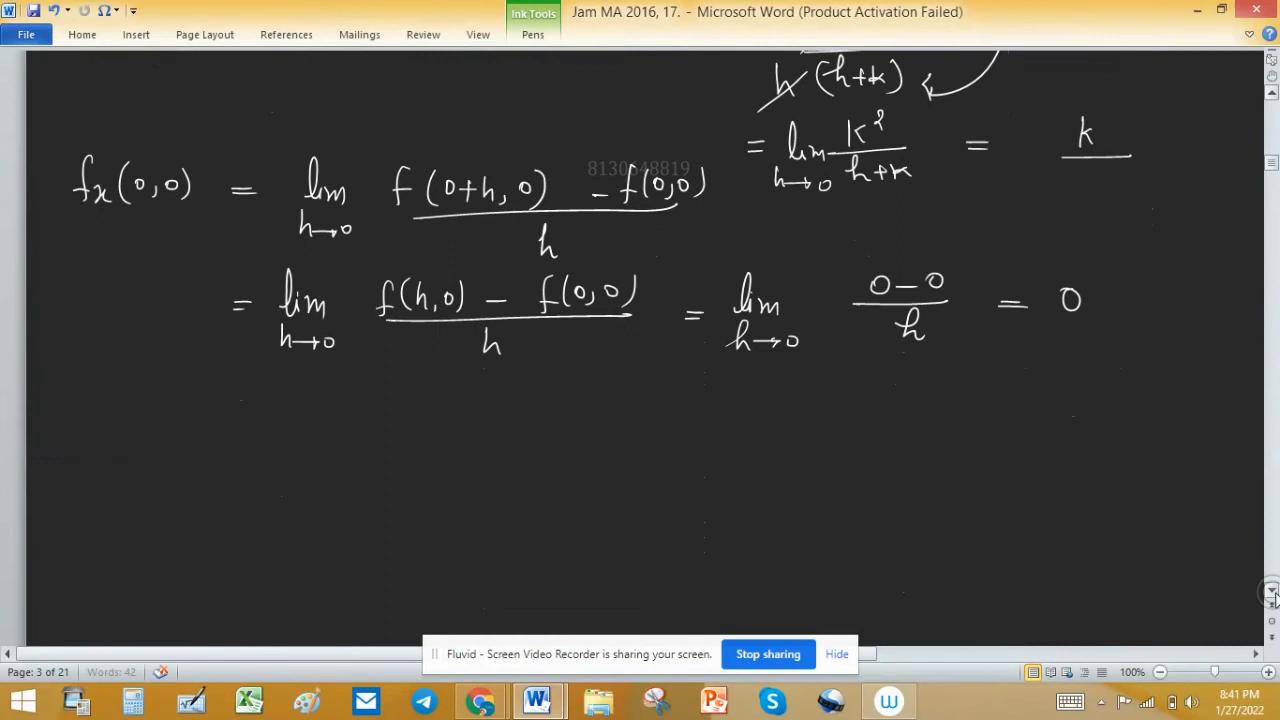 Ink Tools
Jam MA 2016, 17. - Microsoft Word (Product Activation Failed)
File Home Insert Page Layout References Mailings Review View Pens
h (h+k)
= lim h→0 k² / h+k = k
8130648819
fx(0,0) = lim h→0 f(0+h, 0) - f(0,0) / h
= lim h→0 f(h,0) - f(0,0) / h = lim h→0 0-0 / h = 0
Fluvid - Screen Video Recorder is sharing your screen. Stop sharing Hide
Page: 3 of 21 Words: 42 100%
8:41 PM
1/27/2022